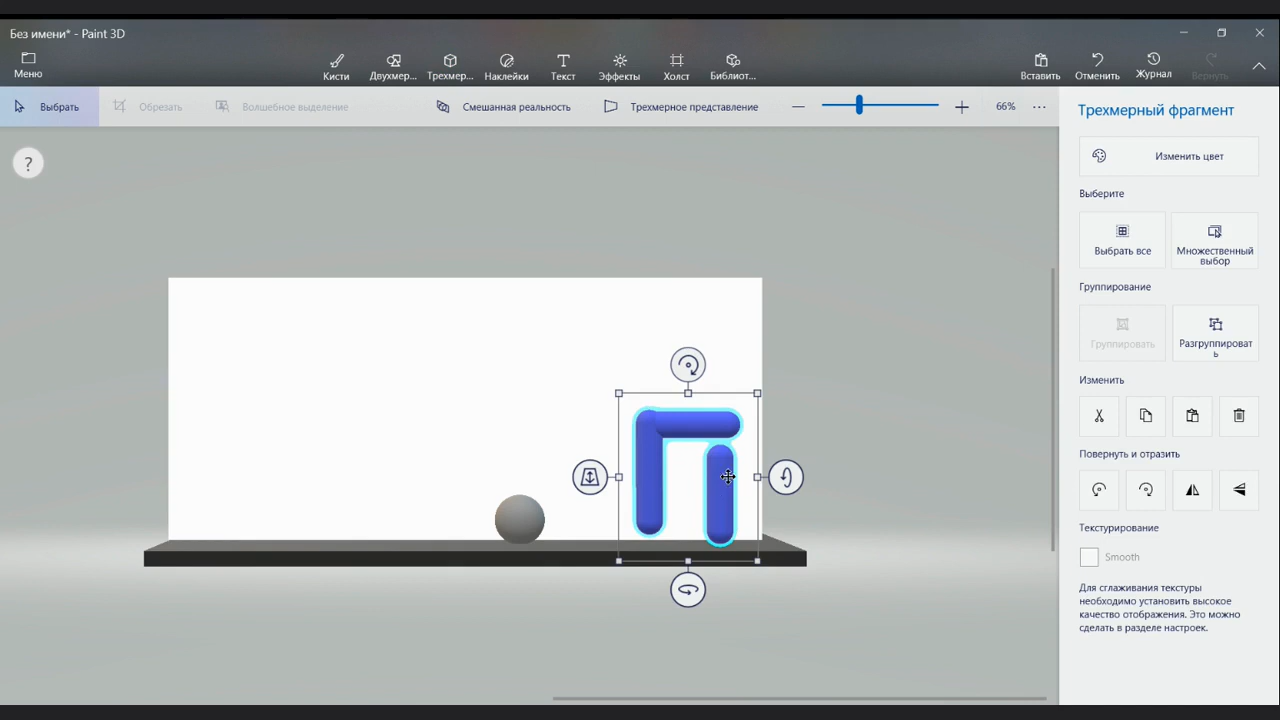 Без имени* - Paint 3D
Меню
Кисти
Двухмер...
Трехмер...
Наклейки
Текст
Эффекты
Холст
Библиот...
Вставить
Отменить
Журнал
Вернуть
Выбрать
Обрезать
Волшебное выделение
Смешанная реальность
Трехмерное представление
66%
...
?
Трехмерный фрагмент
Изменить цвет
Выберите
Выбрать все
Множественный
выбор
Группирование
Группировать
Разгруппироват
ь
Изменить
Повернуть и отразить
Текстурирование
Smooth
Для сглаживания текстуры
необходимо установить высокое
качество отображения. Это можно
сделать в разделе настроек.